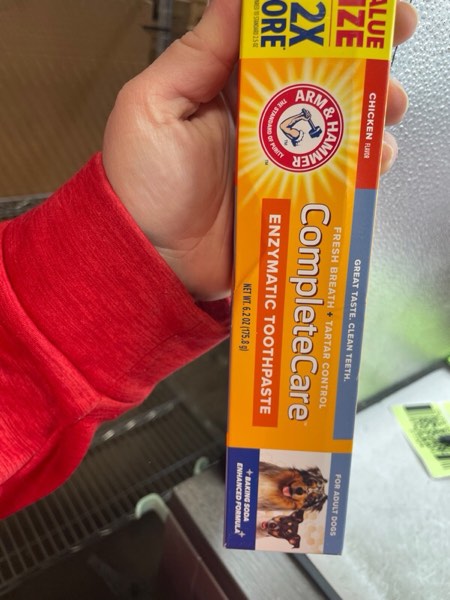 VALUE
SIZE
2X
MORE
CHICKEN FLAVOR
ARM & HAMMER
THE STANDARD OF PURITY
GREAT TASTE. CLEAN TEETH.
FRESH BREATH + TARTAR CONTROL
CompleteCare
ENZYMATIC TOOTHPASTE
NET WT. 6.2 OZ (175.8 g)
FOR ADULT DOGS
+ BAKING SODA
ENHANCED FORMULA +